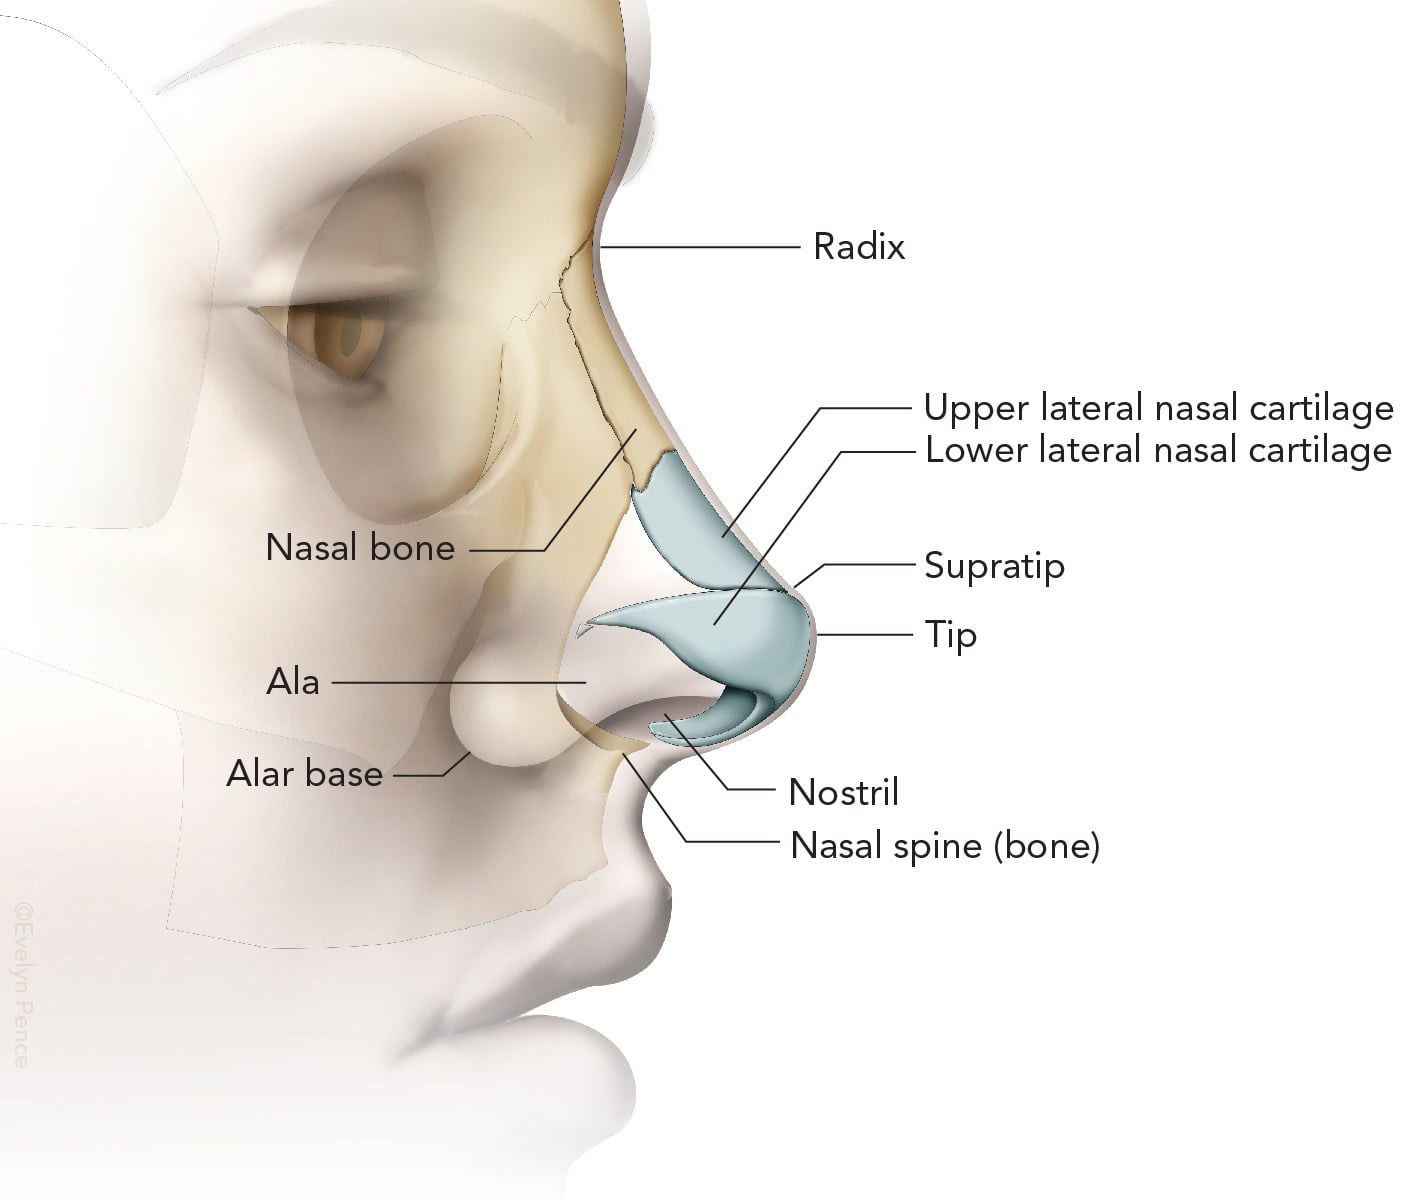 Radix
Upper lateral nasal cartilage
Lower lateral nasal cartilage
Nasal bone
Supratip
Tip
Ala
Alar base
Nostril
Nasal spine (bone)
©Evelyn Pence